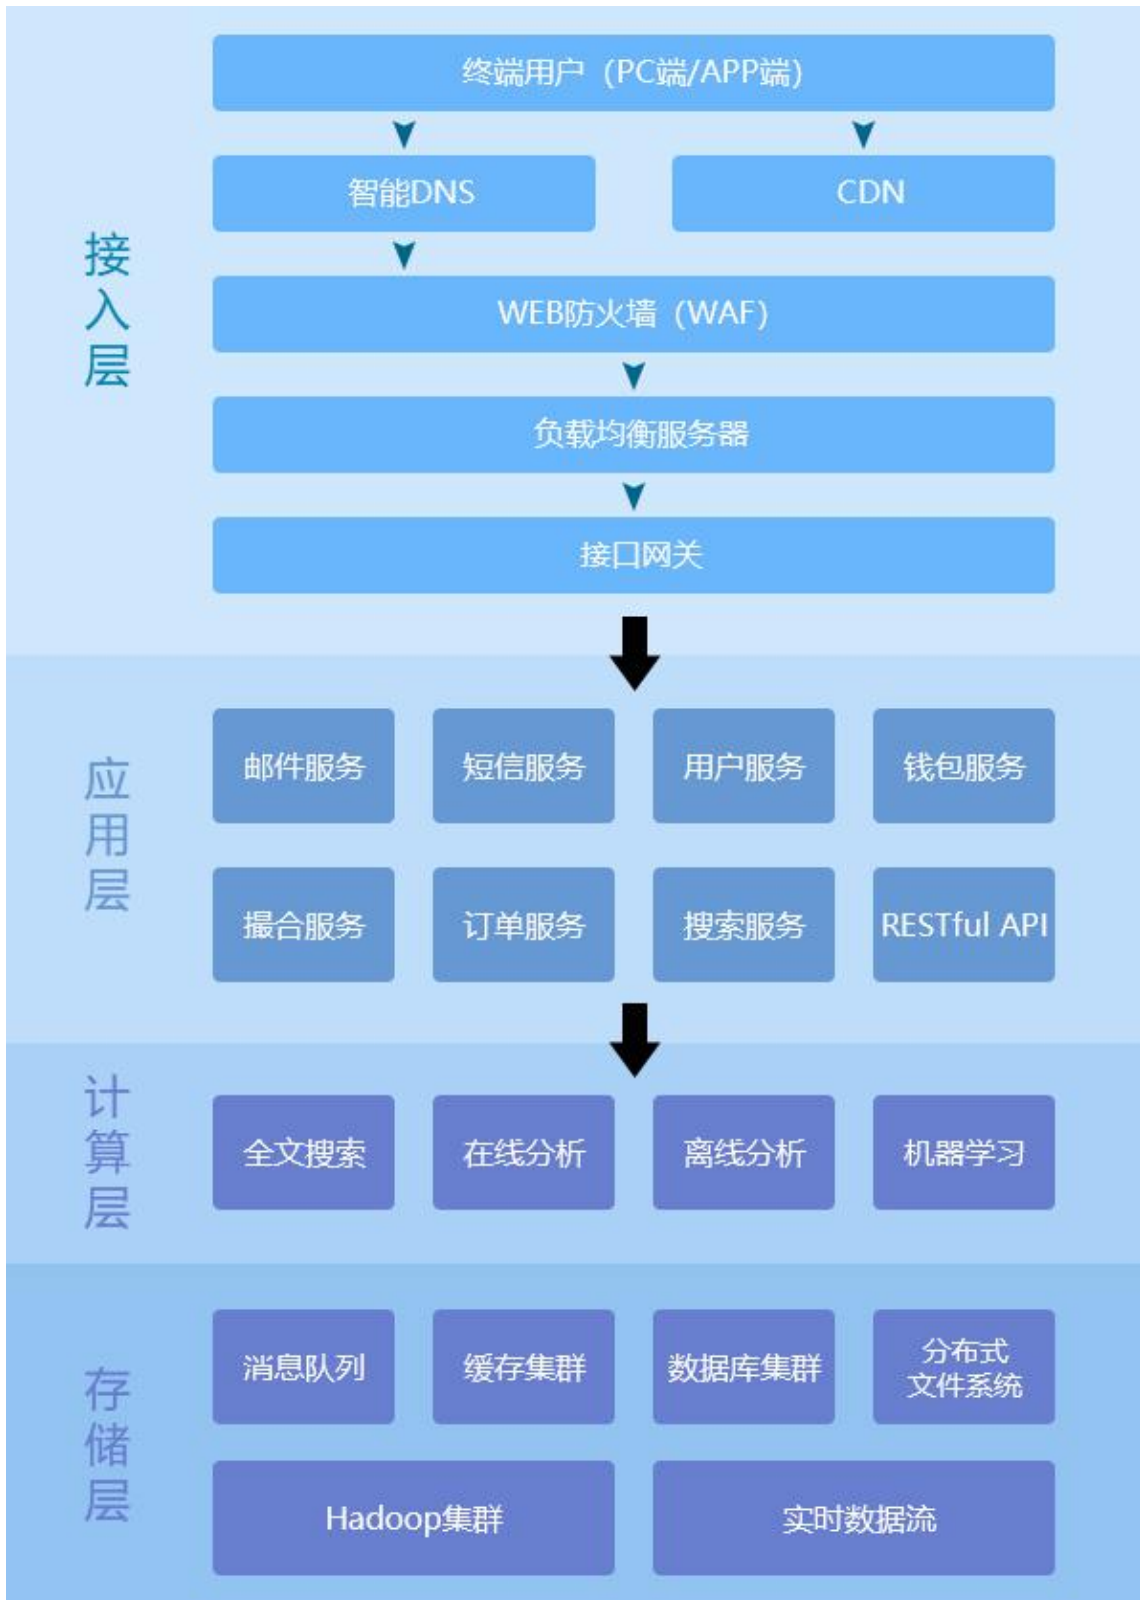 终端用户（PC端/APP端）
智能DNS
CDN
WEB防火墙（WAF）
负载均衡服务器
接口网关
接入层
邮件服务
短信服务
用户服务
钱包服务
撮合服务
订单服务
搜索服务
RESTful API
应用层
全文搜索
在线分析
离线分析
机器学习
计算层
消息队列
缓存集群
数据库集群
分布式
文件系统
Hadoop集群
实时数据流
存储层